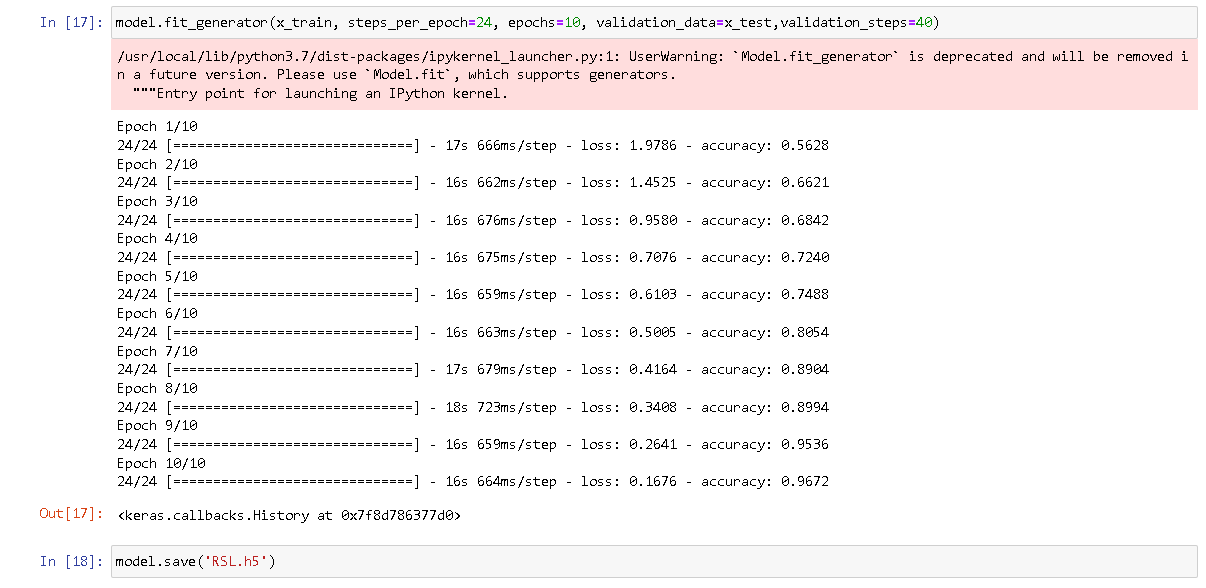 In [17]: model.fit_generator(x_train, steps_per_epoch=24, epochs=10, validation_data=x_test,validation_steps=40)
/usr/local/lib/python3.7/dist-packages/ipykernel_launcher.py:1: UserWarning: `Model.fit_generator` is deprecated and will be removed i
n a future version. Please use `Model.fit`, which supports generators.
  """Entry point for launching an IPython kernel.
Epoch 1/10
24/24 [==============================] - 17s 666ms/step - loss: 1.9786 - accuracy: 0.5628
Epoch 2/10
24/24 [==============================] - 16s 662ms/step - loss: 1.4525 - accuracy: 0.6621
Epoch 3/10
24/24 [==============================] - 16s 676ms/step - loss: 0.9580 - accuracy: 0.6842
Epoch 4/10
24/24 [==============================] - 16s 675ms/step - loss: 0.7076 - accuracy: 0.7240
Epoch 5/10
24/24 [==============================] - 16s 659ms/step - loss: 0.6103 - accuracy: 0.7488
Epoch 6/10
24/24 [==============================] - 16s 663ms/step - loss: 0.5005 - accuracy: 0.8054
Epoch 7/10
24/24 [==============================] - 17s 679ms/step - loss: 0.4164 - accuracy: 0.8904
Epoch 8/10
24/24 [==============================] - 18s 723ms/step - loss: 0.3408 - accuracy: 0.8994
Epoch 9/10
24/24 [==============================] - 16s 659ms/step - loss: 0.2641 - accuracy: 0.9536
Epoch 10/10
24/24 [==============================] - 16s 664ms/step - loss: 0.1676 - accuracy: 0.9672
Out[17]: <keras.callbacks.History at 0x7f8d786377d0>
In [18]: model.save('RSL.h5')